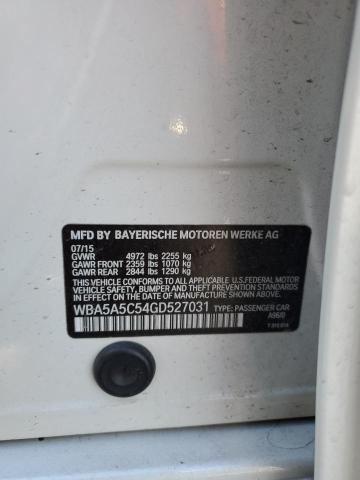 MFD BY BAYERISCHE MOTOREN WERKE AG
07/15
GVWR 4972 lbs 2255 kg
GAWR FRONT 2359 lbs 1070 kg
GAWR REAR 2844 lbs 1290 kg
THIS VEHICLE CONFORMS TO ALL APPLICABLE U.S.FEDERAL MOTOR
VEHICLE SAFETY, BUMPER AND THEFT PREVENTION STANDARDS IN
EFFECT ON THE DATE OF MANUFACTURE SHOWN ABOVE.
WBA5A5C54GD527031 TYPE: PASSENGER CAR
A96/0